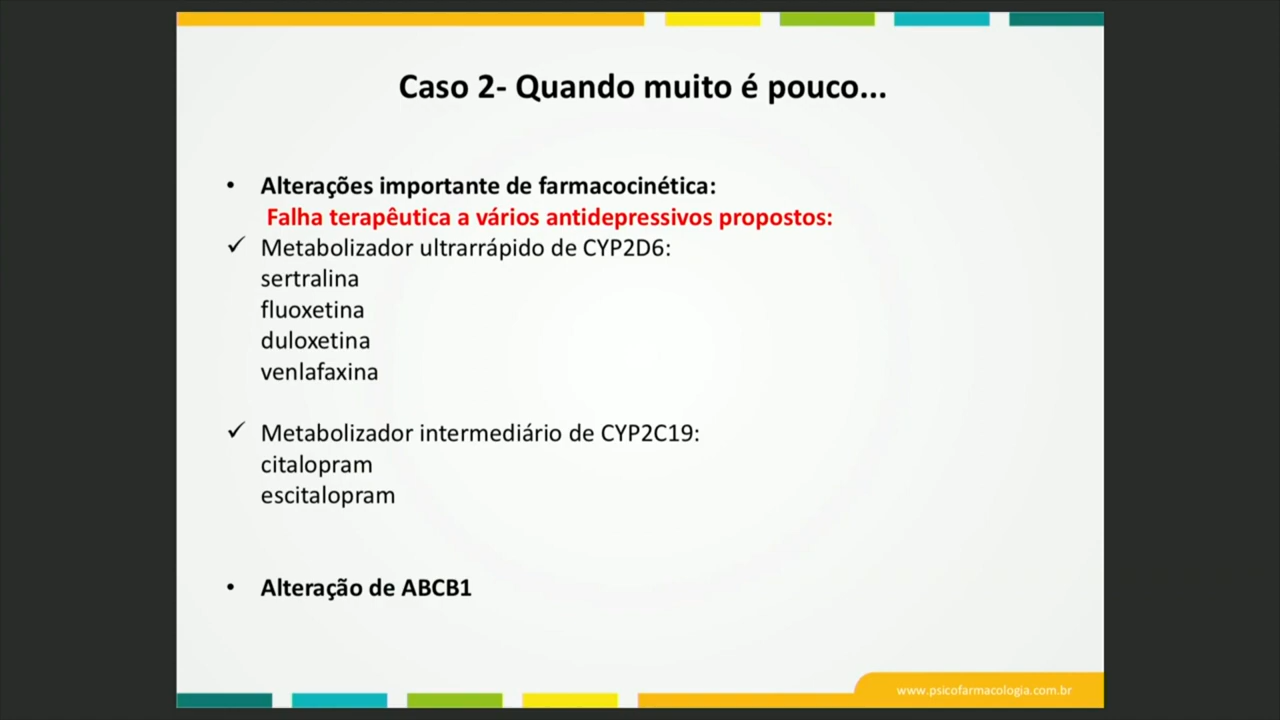 Caso 2- Quando muito é pouco...
• Alterações importante de farmacocinética:
Falha terapêutica a vários antidepressivos propostos:
✓ Metabolizador ultrarrápido de CYP2D6:
sertralina
fluoxetina
duloxetina
venlafaxina
✓ Metabolizador intermediário de CYP2C19:
citalopram
escitalopram
• Alteração de ABCB1
www.psicofarmacologia.com.br